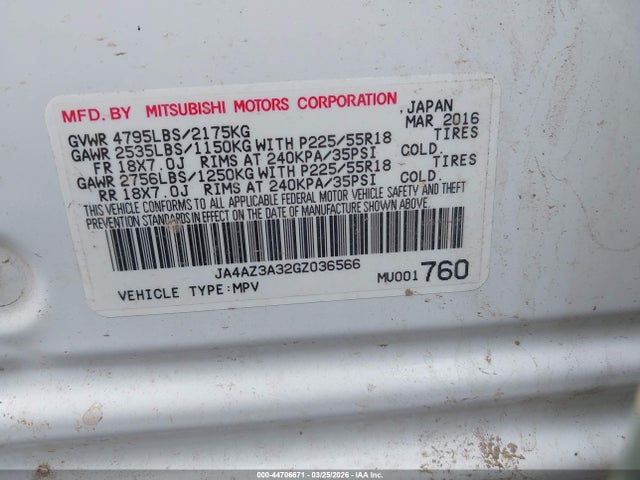 MFD. BY MITSUBISHI MOTORS CORPORATION, JAPAN
GVWR 4795LBS/2175KG MAR 2016
GAWR 2535LBS/1150KG WITH P225/55R18 TIRES
FR 18X7.0J RIMS AT 240KPA/35PSI COLD.
GAWR 2756LBS/1250KG WITH P225/55R18 TIRES
RR 18X7.0J RIMS AT 240KPA/35PSI COLD.
THIS VEHICLE CONFORMS TO ALL APPLICABLE FEDERAL MOTOR VEHICLE SAFETY AND THEFT
PREVENTION STANDARDS IN EFFECT ON THE DATE OF MANUFACTURE SHOWN ABOVE.
JA4AZ3A32GZ036566
VEHICLE TYPE:MPV MU001760
000-44706671 - 03/25/2026 - IAA Inc.